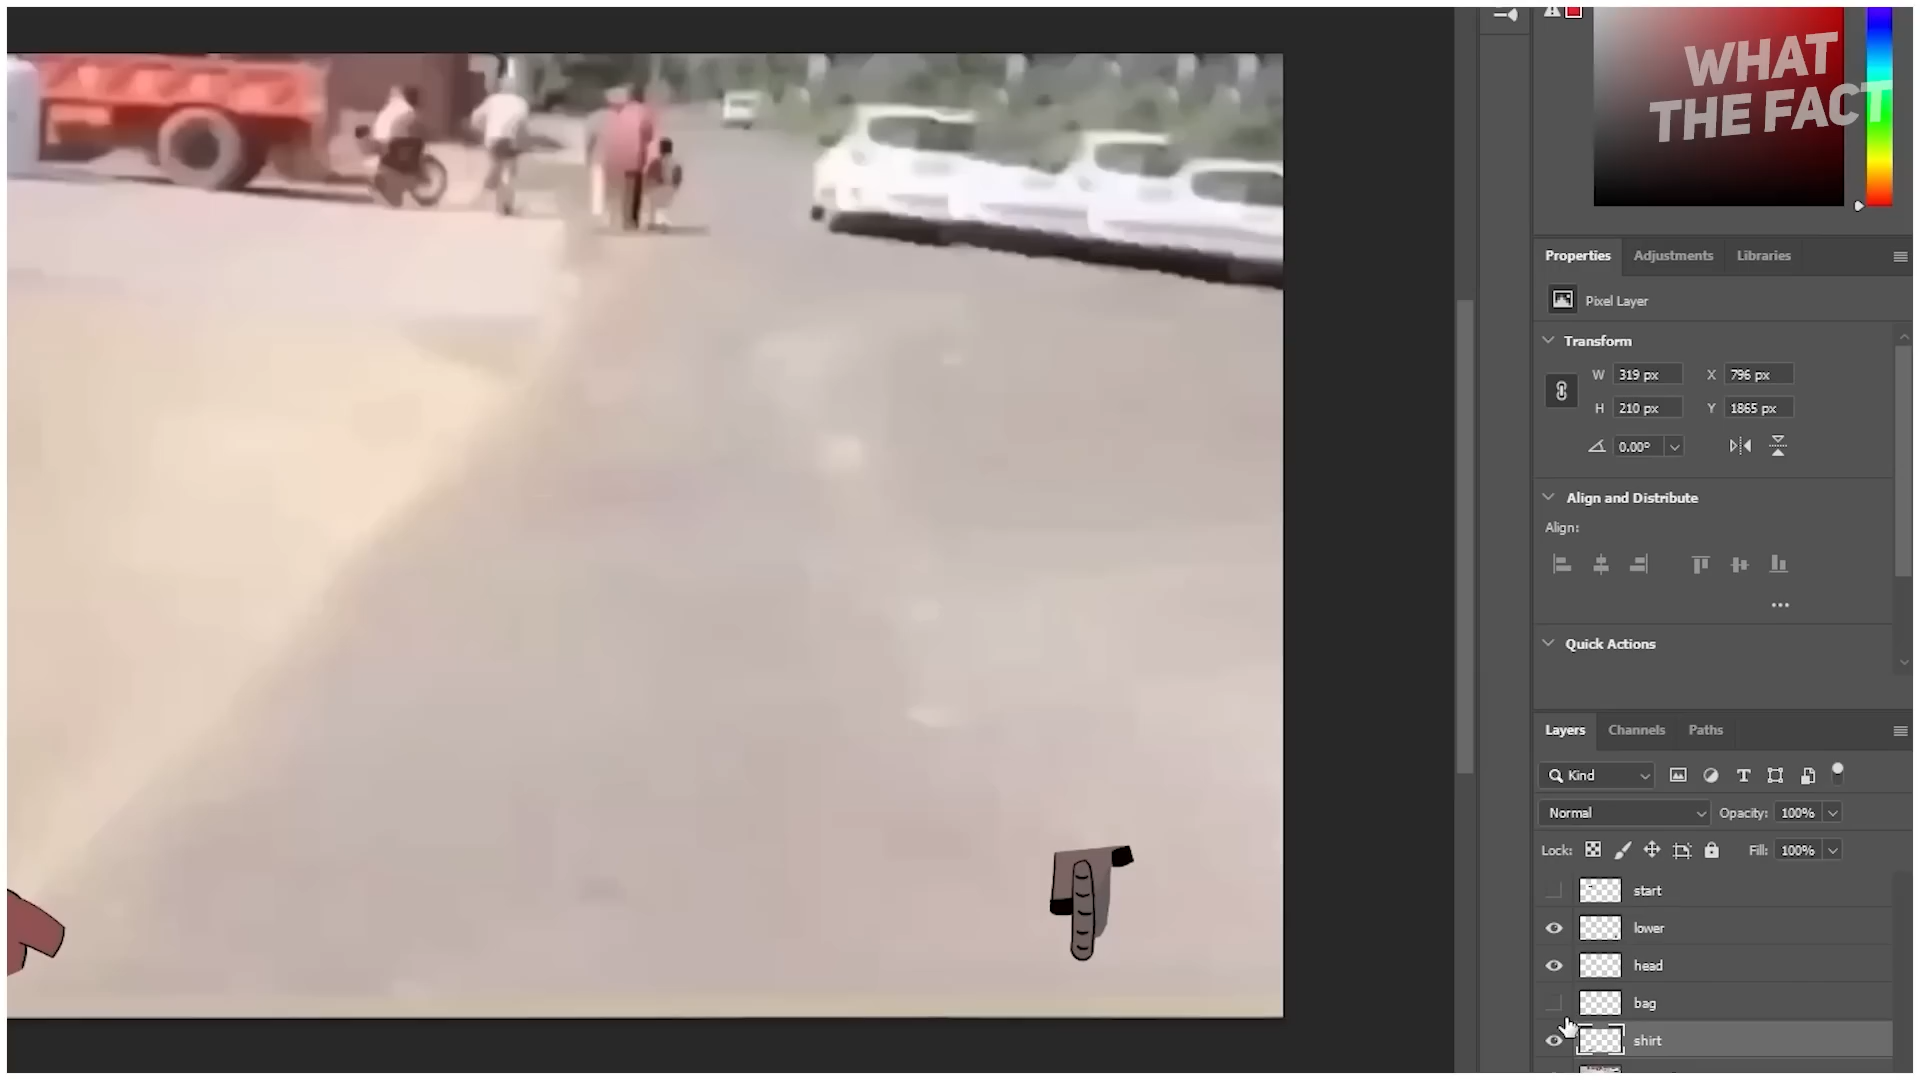 WHAT
THE FACT
Properties Adjustments Libraries
Pixel Layer
Transform
W 319 px X 796 px
H 210 px Y 1865 px
0.00°
Align and Distribute
Align:
Quick Actions
Layers Channels Paths
Kind
Normal Opacity: 100%
Lock: Fill: 100%
start
lower
head
bag
shirt